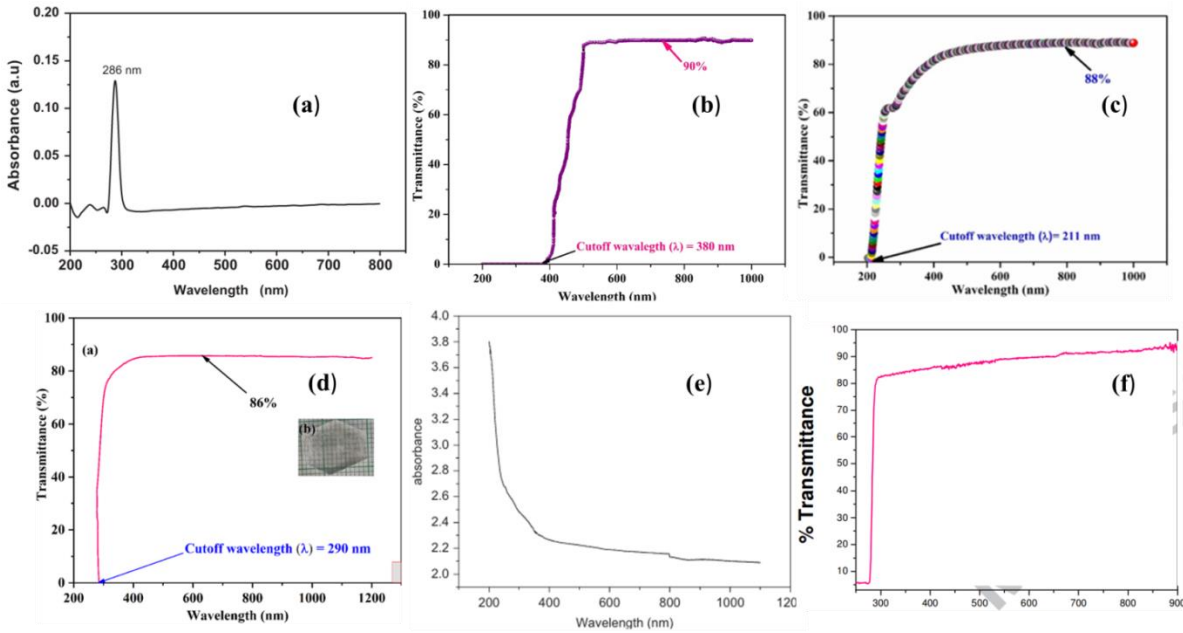 0.20
0.15
0.10
0.05
0.00
-0.05
Absorbance (a.u)
286 nm
(a)
200 300 400 500 600 700 800
Wavelength (nm)
100
80
60
40
20
0
Transmittance (%)
90%
(b)
Cutoff wavalegth (λ) = 380 nm
200 400 600 800 1000
Wavelength (nm)
100
80
60
40
20
0
Transmittance (%)
88%
(c)
Cutoff wavelength (λ)= 211 nm
200 400 600 800 1000
Wavelength (nm)
100
80
60
40
20
0
Transmittance (%)
(a)
(d)
86%
(b)
Cutoff wavelength (λ) = 290 nm
200 400 600 800 1000 1200
Wavelength (nm)
4.0
3.8
3.6
3.4
3.2
3.0
2.8
2.6
2.4
2.2
2.0
absorbance
(e)
200 400 600 800 1000 120
Wavelength (nm)
100
90
80
70
60
50
40
30
20
10
% Transmittance
(f)
300 400 500 600 700 800 900